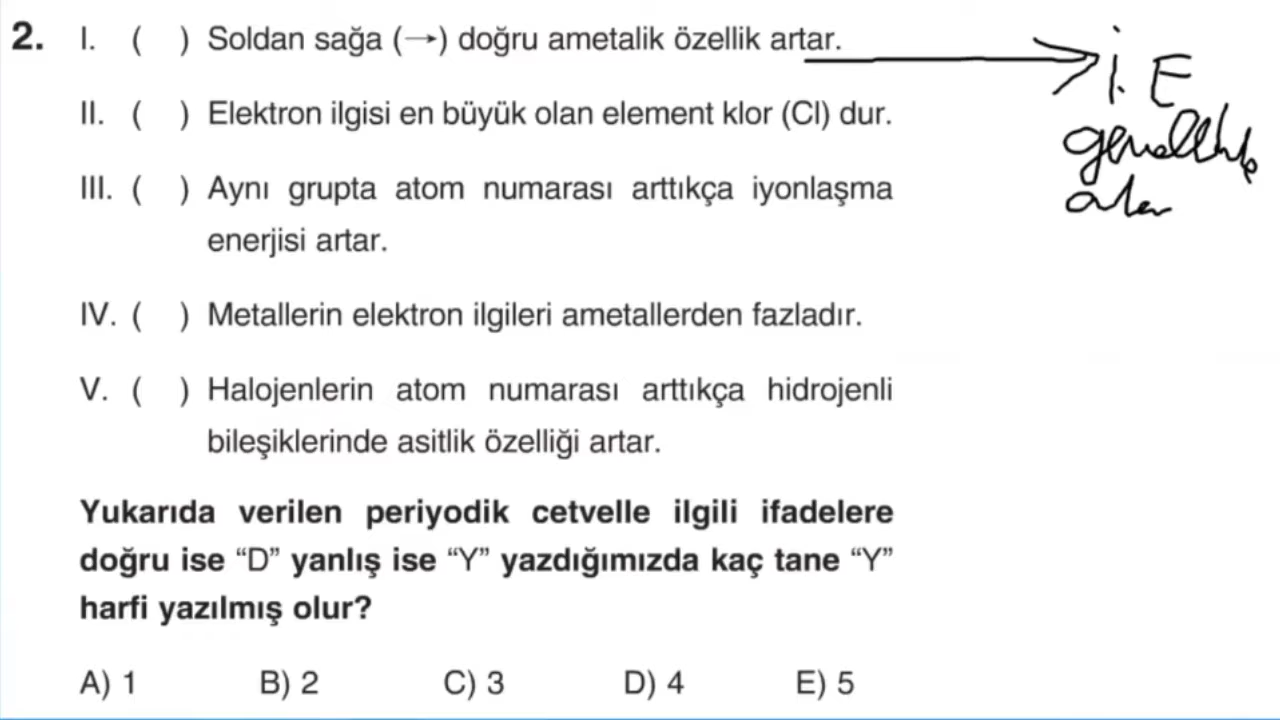 2. I. ( ) Soldan sağa (→) doğru ametalik özellik artar.
İ. E
genellikle
artar
II. ( ) Elektron ilgisi en büyük olan element klor (Cl) dur.
III. ( ) Aynı grupta atom numarası arttıkça iyonlaşma
enerjisi artar.
IV. ( ) Metallerin elektron ilgileri ametallerden fazladır.
V. ( ) Halojenlerin atom numarası arttıkça hidrojenli
bileşiklerinde asitlik özelliği artar.
Yukarıda verilen periyodik cetvelle ilgili ifadelere
doğru ise “D” yanlış ise “Y” yazdığımızda kaç tane “Y”
harfi yazılmış olur?
A) 1 B) 2 C) 3 D) 4 E) 5